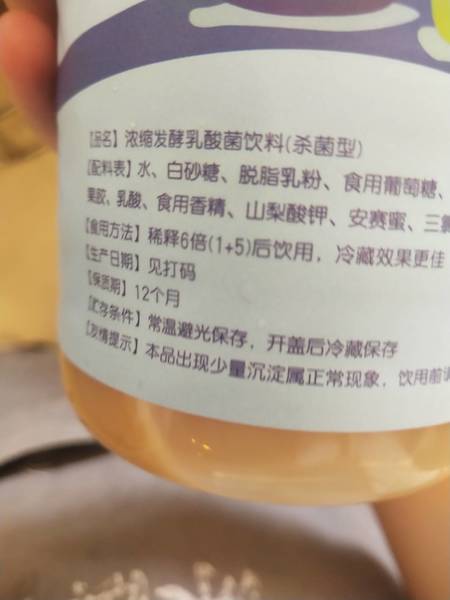 【品名】浓缩发酵乳酸菌饮料(杀菌型)
【配料表】水、白砂糖、脱脂乳粉、食用葡萄糖、
果胶、乳酸、食用香精、山梨酸钾、安赛蜜、三氯
【食用方法】稀释6倍(1+5)后饮用，冷藏效果更佳
【生产日期】见打码
【保质期】12个月
【贮存条件】常温避光保存，开盖后冷藏保存
【友情提示】本品出现少量沉淀属正常现象，饮用前